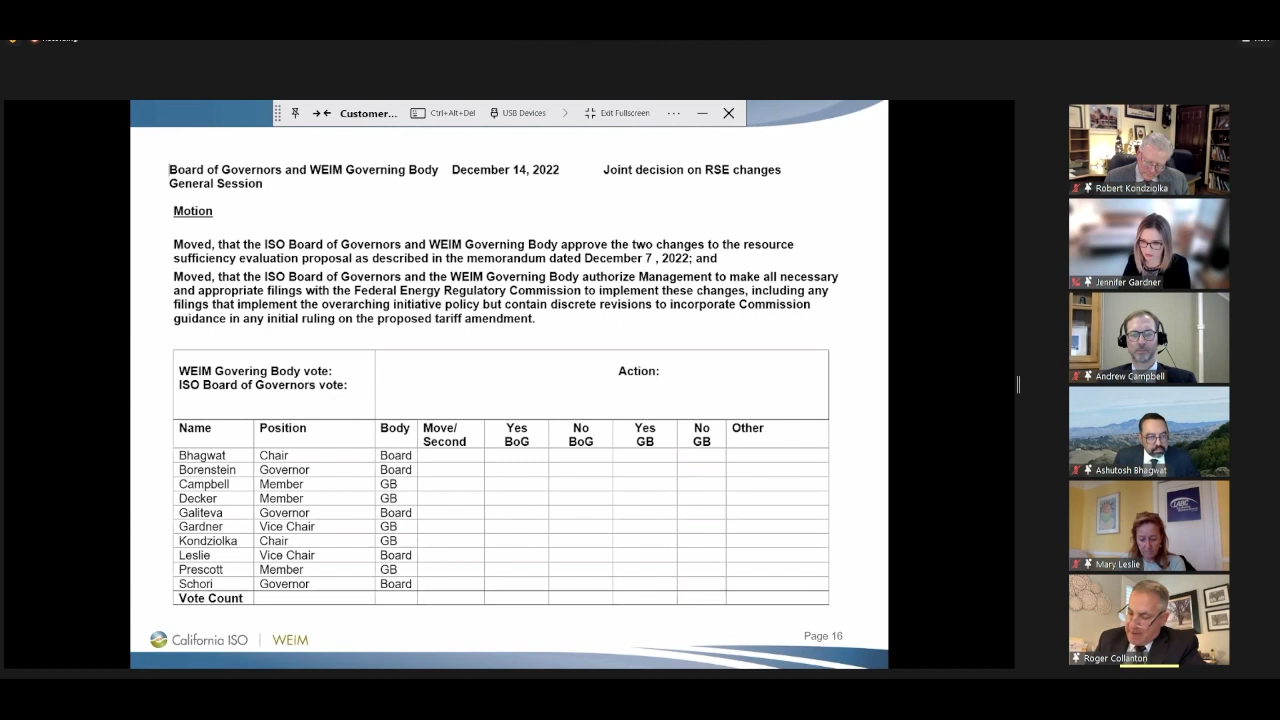 Customer... Ctrl+Alt+Del USB Devices Exit Fullscreen
Board of Governors and WEIM Governing Body December 14, 2022 Joint decision on RSE changes
General Session
Motion
Moved, that the ISO Board of Governors and WEIM Governing Body approve the two changes to the resource
sufficiency evaluation proposal as described in the memorandum dated December 7 , 2022; and
Moved, that the ISO Board of Governors and the WEIM Governing Body authorize Management to make all necessary
and appropriate filings with the Federal Energy Regulatory Commission to implement these changes, including any
filings that implement the overarching initiative policy but contain discrete revisions to incorporate Commission
guidance in any initial ruling on the proposed tariff amendment.
WEIM Govering Body vote: Action:
ISO Board of Governors vote:
Name Position Body Move/ Yes No Yes No Other
Second BoG BoG GB GB
Bhagwat Chair Board
Borenstein Governor Board
Campbell Member GB
Decker Member GB
Galiteva Governor Board
Gardner Vice Chair GB
Kondziolka Chair GB
Leslie Vice Chair Board
Prescott Member GB
Schori Governor Board
Vote Count
California ISO WEIM
Page 16
Robert Kondziolka
Jennifer Gardner
Andrew Campbell
Ashutosh Bhagwat
LABC
Mary Leslie
Roger Collanton